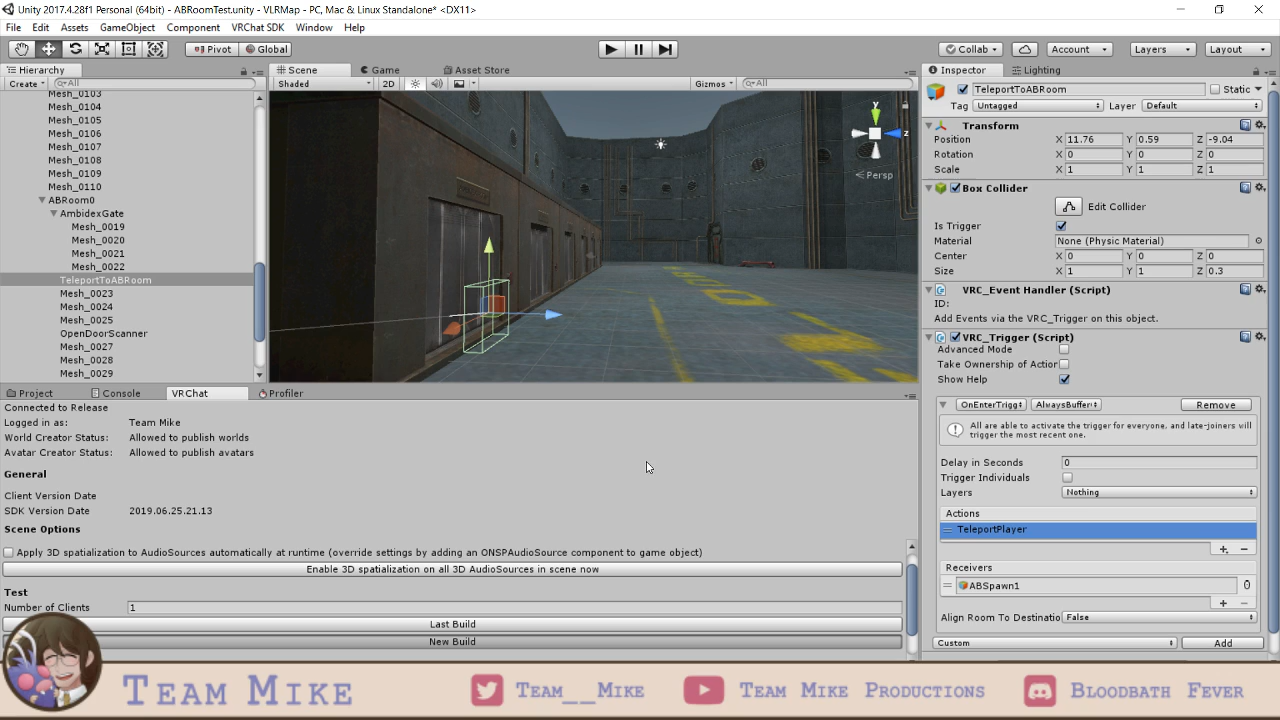 Unity 2017.4.28f1 Personal (64bit) - ABRoomTest.unity - VLRMap - PC, Mac & Linux Standalone* <DX11>
File Edit Assets GameObject Component VRChat SDK Window Help
Pivot Global Collab Account Layers Layout
Hierarchy
Create All
Mesh_0103
Mesh_0104
Mesh_0105
Mesh_0106
Mesh_0107
Mesh_0108
Mesh_0109
Mesh_0110
ABRoom0
AmbidexGate
Mesh_0019
Mesh_0020
Mesh_0021
Mesh_0022
TeleportToABRoom
Mesh_0023
Mesh_0024
Mesh_0025
OpenDoorScanner
Mesh_0027
Mesh_0028
Mesh_0029
Scene Game Asset Store
Shaded 2D Gizmos All
y
z
Persp
Inspector Lighting
TeleportToABRoom Static
Tag Untagged Layer Default
Transform
Position X 11.76 Y 0.59 Z -9.04
Rotation X 0 Y 0 Z 0
Scale X 1 Y 1 Z 1
Box Collider
Edit Collider
Is Trigger
Material None (Physic Material)
Center X 0 Y 0 Z 0
Size X 1 Y 1 Z 0.3
VRC_Event Handler (Script)
ID:
Add Events via the VRC_Trigger on this object.
VRC_Trigger (Script)
Advanced Mode
Take Ownership of Action
Show Help
OnEnterTrigg AlwaysBuffer Remove
All are able to activate the trigger for everyone, and late-joiners will
trigger the most recent one.
Delay in Seconds 0
Trigger Individuals
Layers Nothing
Actions
TeleportPlayer
Receivers
ABSpawn1 0
Align Room To Destinatio False
Custom Add
Project Console VRChat Profiler
Connected to Release
Logged in as: Team Mike
World Creator Status: Allowed to publish worlds
Avatar Creator Status: Allowed to publish avatars
General
Client Version Date
SDK Version Date 2019.06.25.21.13
Scene Options
Apply 3D spatialization to AudioSources automatically at runtime (override settings by adding an ONSPAudioSource component to game object)
Enable 3D spatialization on all 3D AudioSources in scene now
Test
Number of Clients 1
Last Build
New Build
Team Mike Team__Mike Team Mike Productions Bloodbath Fever